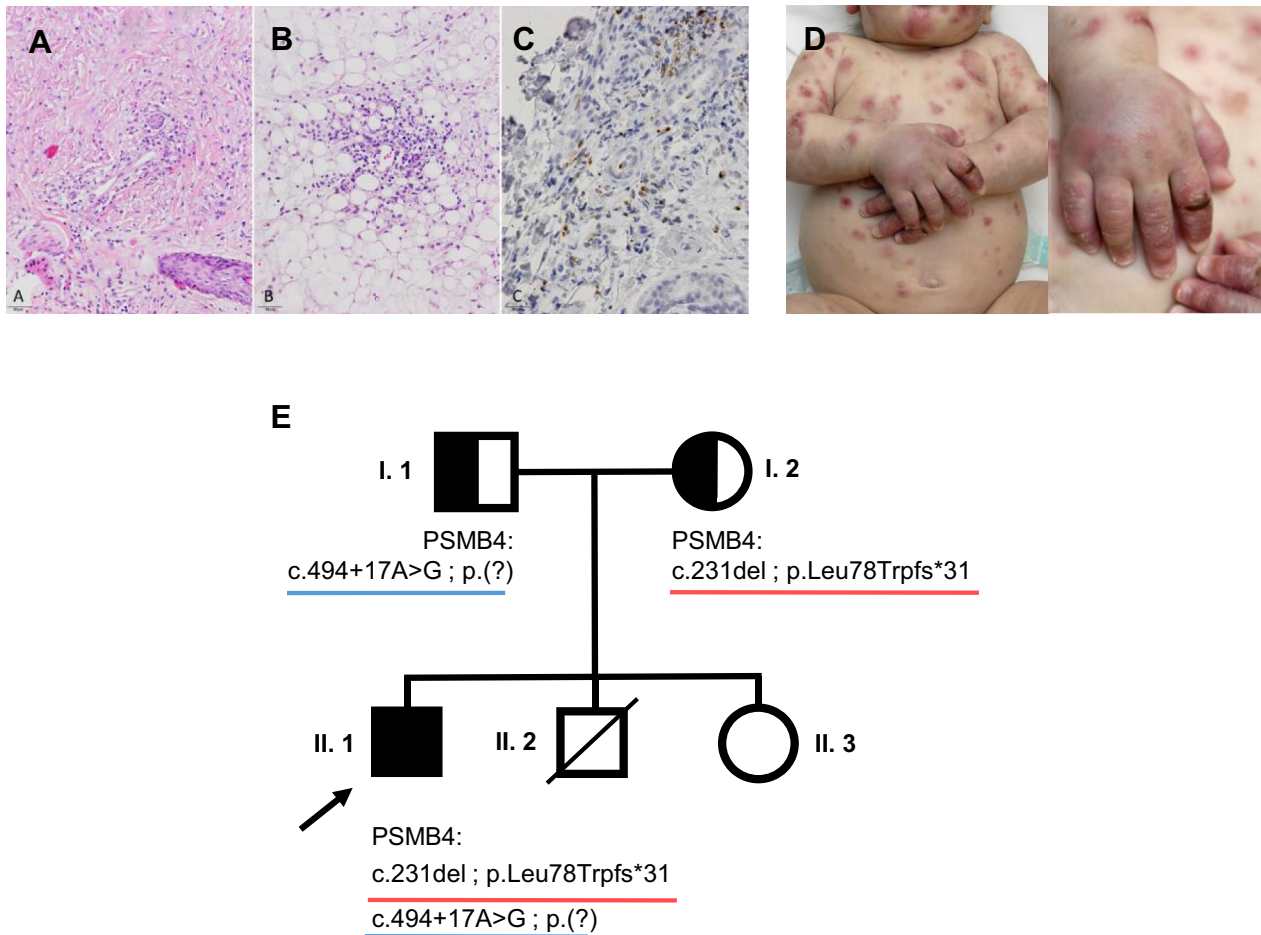 A
B
C
D
A
B
C
E
I. 1
I. 2
PSMB4:
c.494+17A>G ; p.(?)
PSMB4:
c.231del ; p.Leu78Trpfs*31
II. 1
II. 2
II. 3
PSMB4:
c.231del ; p.Leu78Trpfs*31
c.494+17A>G ; p.(?)